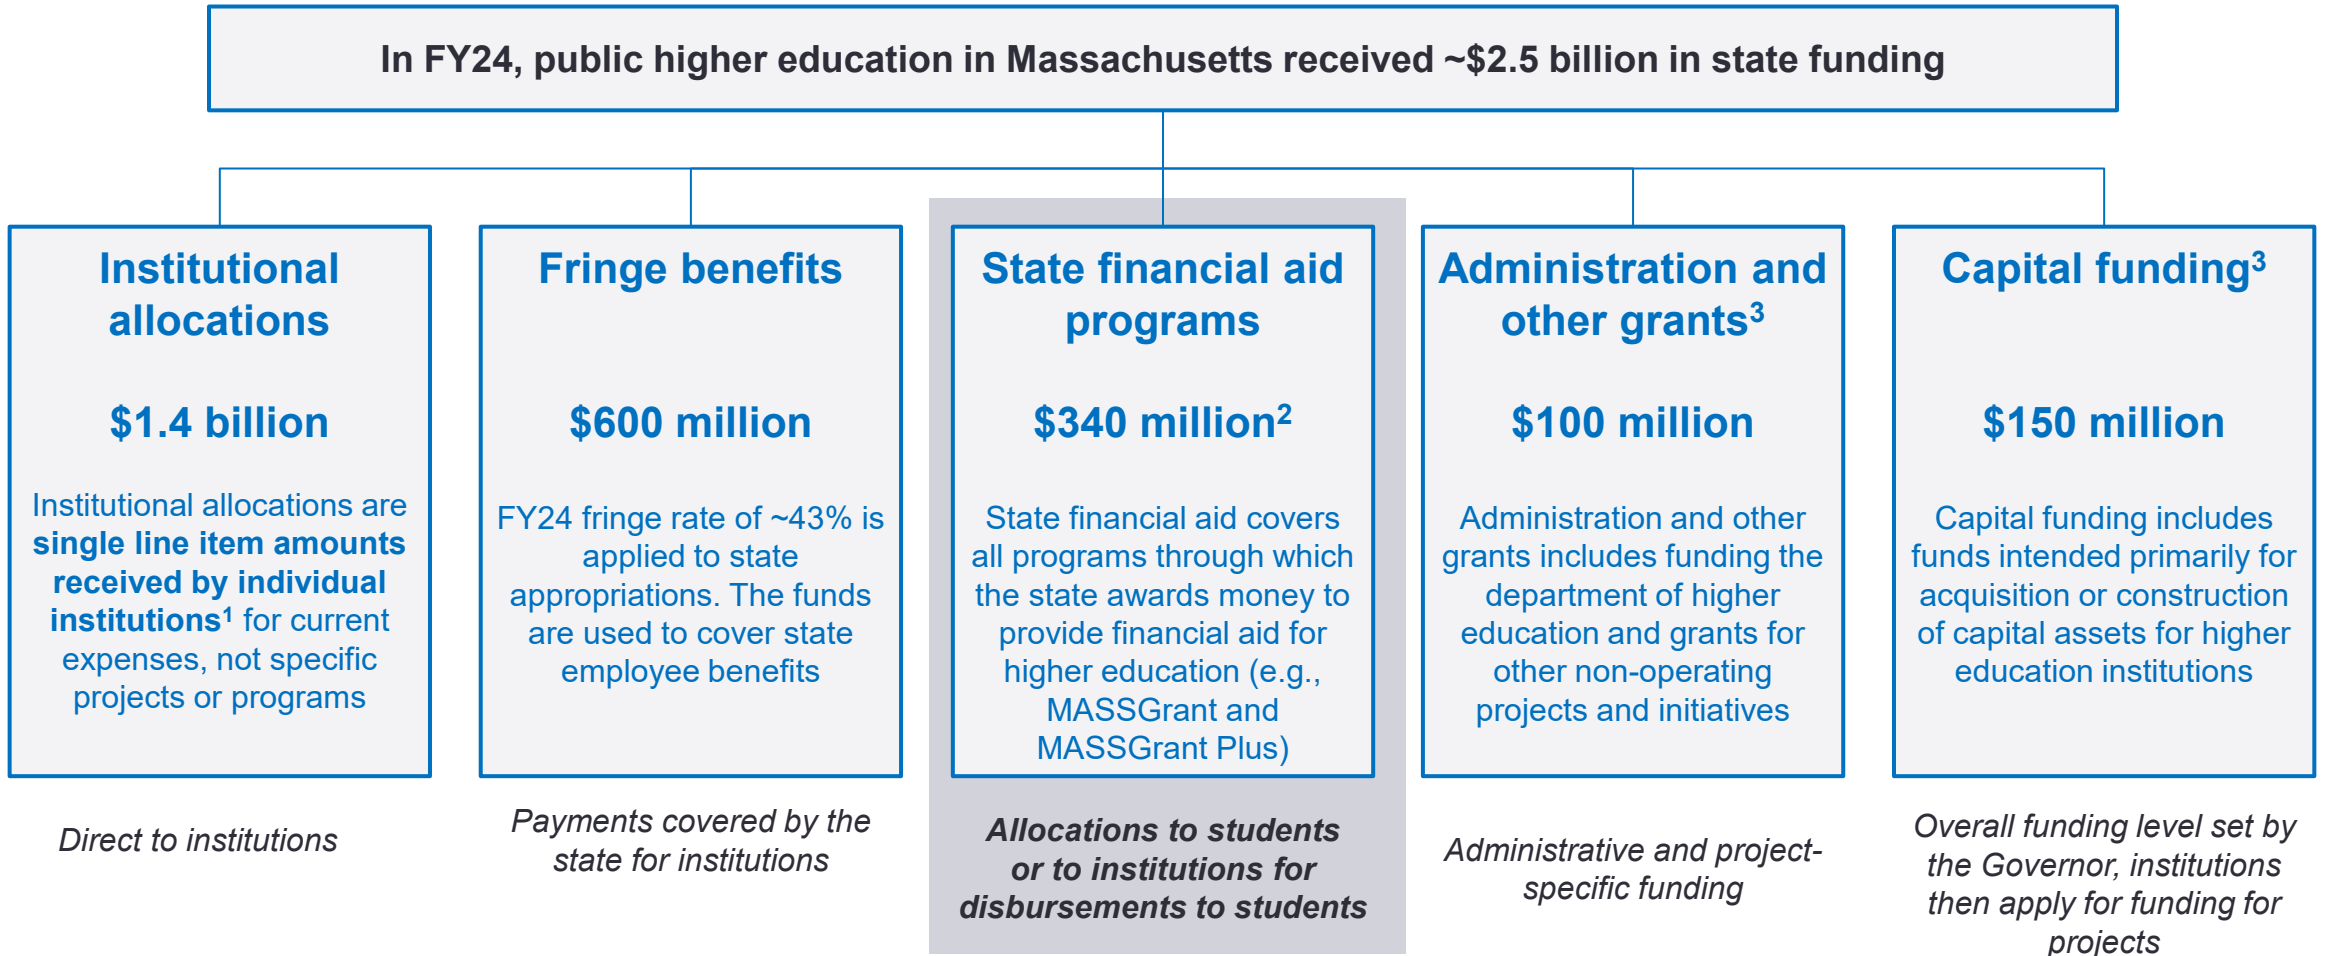 In FY24, public higher education in Massachusetts received ~$2.5 billion in state funding
Institutional
allocations
$1.4 billion
Institutional allocations are
single line item amounts
received by individual
institutions¹ for current
expenses, not specific
projects or programs
Direct to institutions
Fringe benefits
$600 million
FY24 fringe rate of ~43% is
applied to state
appropriations. The funds
are used to cover state
employee benefits
Payments covered by the
state for institutions
State financial aid
programs
$340 million²
State financial aid covers
all programs through which
the state awards money to
provide financial aid for
higher education (e.g.,
MASSGrant and
MASSGrant Plus)
Allocations to students
or to institutions for
disbursements to students
Administration and
other grants³
$100 million
Administration and other
grants includes funding the
department of higher
education and grants for
other non-operating
projects and initiatives
Administrative and project-
specific funding
Capital funding³
$150 million
Capital funding includes
funds intended primarily for
acquisition or construction
of capital assets for higher
education institutions
Overall funding level set by
the Governor, institutions
then apply for funding for
projects